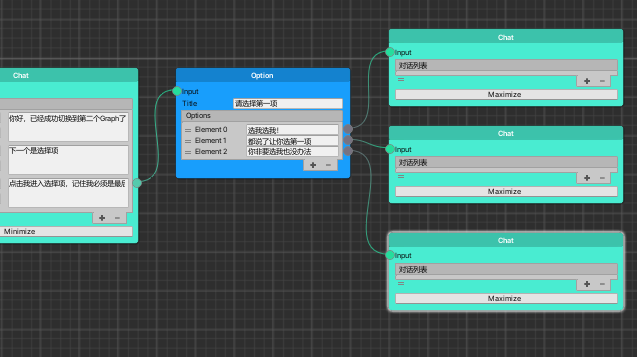 Chat
你好，已经成功切换到第二个Graph了
下一个是选择项
点击我进入选择项，记住我必须是最后
Minimize
Option
Input
Title 请选择第一项
Options
Element 0 选我选我!
Element 1 都说了让你选第一项
Element 2 你非要选我也没办法
Chat
Input
对话列表
Maximize
Chat
Input
对话列表
Maximize
Chat
Input
对话列表
Maximize